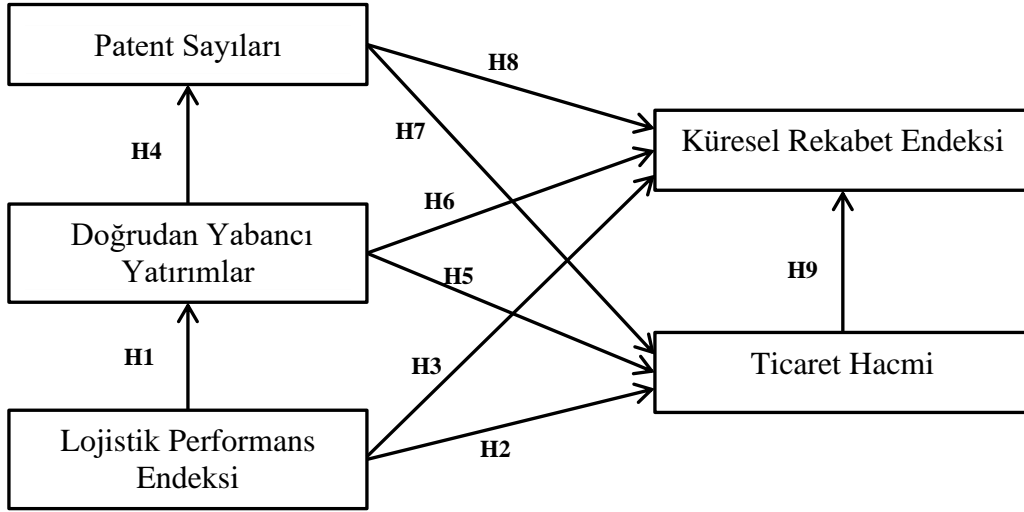 Patent Sayıları
H8
H7
Küresel Rekabet Endeksi
H4
H6
Doğrudan Yabancı
Yatırımlar
H5
H9
H1
H3
Ticaret Hacmi
Lojistik Performans
Endeksi
H2